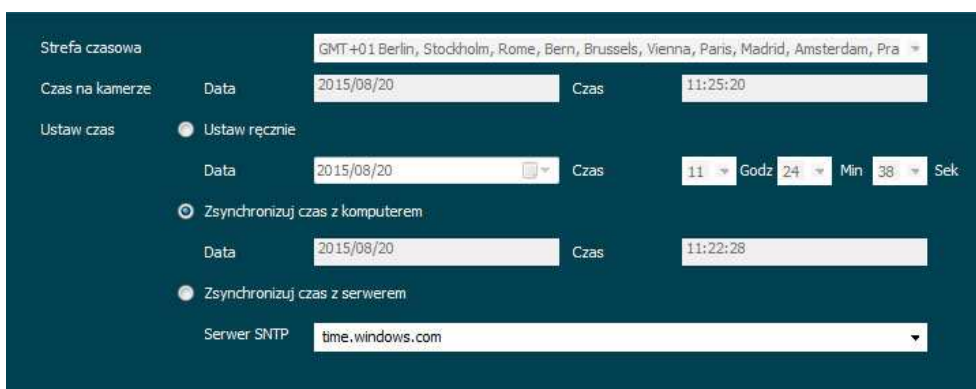 Strefa czasowa GMT+01 Berlin, Stockholm, Rome, Bern, Brussels, Vienna, Paris, Madrid, Amsterdam, Pra
Czas na kamerze Data 2015/08/20 Czas 11:25:20
Ustaw czas Ustaw ręcznie
Data 2015/08/20 Czas 11 Godz 24 Min 38 Sek
Zsynchronizuj czas z komputerem
Data 2015/08/20 Czas 11:22:28
Zsynchronizuj czas z serwerem
Serwer SNTP time.windows.com